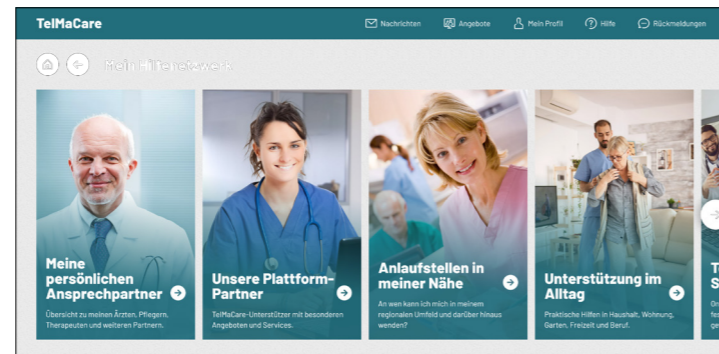 TelMaCare
Nachrichten
Angebote
Mein Profil
Hilfe
Rückmeldungen
Mein Hilfenetzwerk
Meine
persönlichen
Ansprechpartner
Übersicht zu meinen Ärzten, Pflegern,
Therapeuten und weiteren Partnern.
Unsere Plattform-
Partner
TelMaCare-Unterstützer mit besonderen
Angeboten und Services.
Anlaufstellen in
meiner Nähe
An wen kann ich mich in meinem
regionalen Umfeld und darüber hinaus
wenden?
Unterstützung im
Alltag
Praktische Hilfen in Haushalt, Wohnung,
Garten, Freizeit und Beruf.